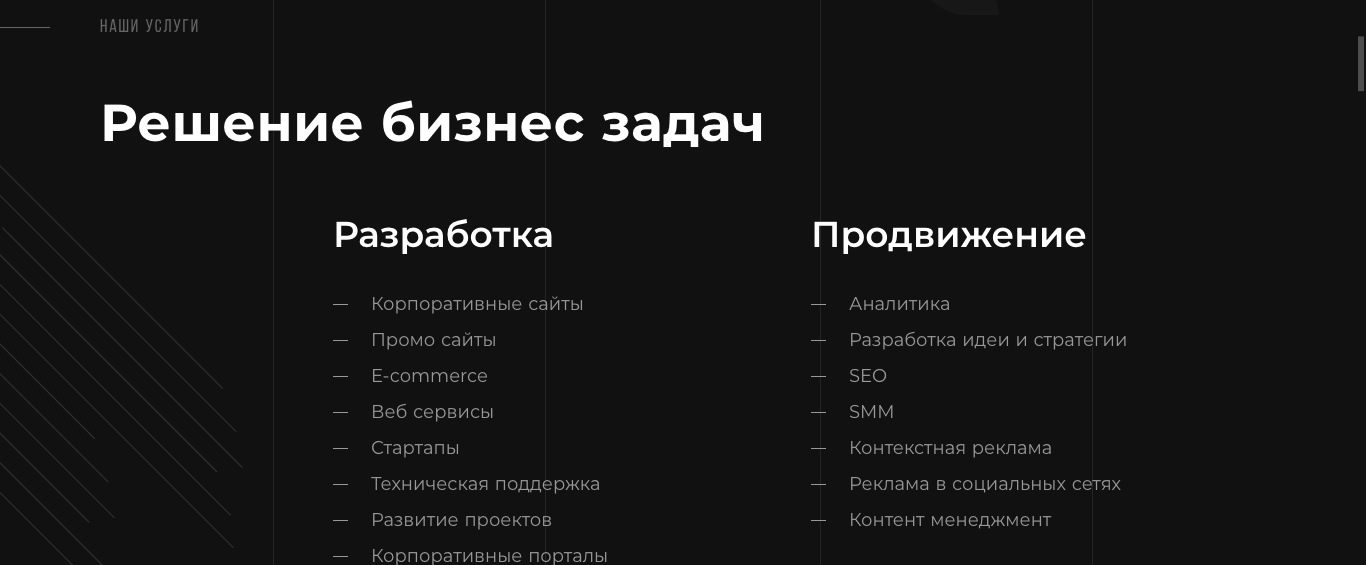 НАШИ УСЛУГИ
Решение бизнес задач
Разработка
— Корпоративные сайты
— Промо сайты
— E-commerce
— Веб сервисы
— Стартапы
— Техническая поддержка
— Развитие проектов
— Корпоративные порталы
Продвижение
— Аналитика
— Разработка идеи и стратегии
— SEO
— SMM
— Контекстная реклама
— Реклама в социальных сетях
— Контент менеджмент